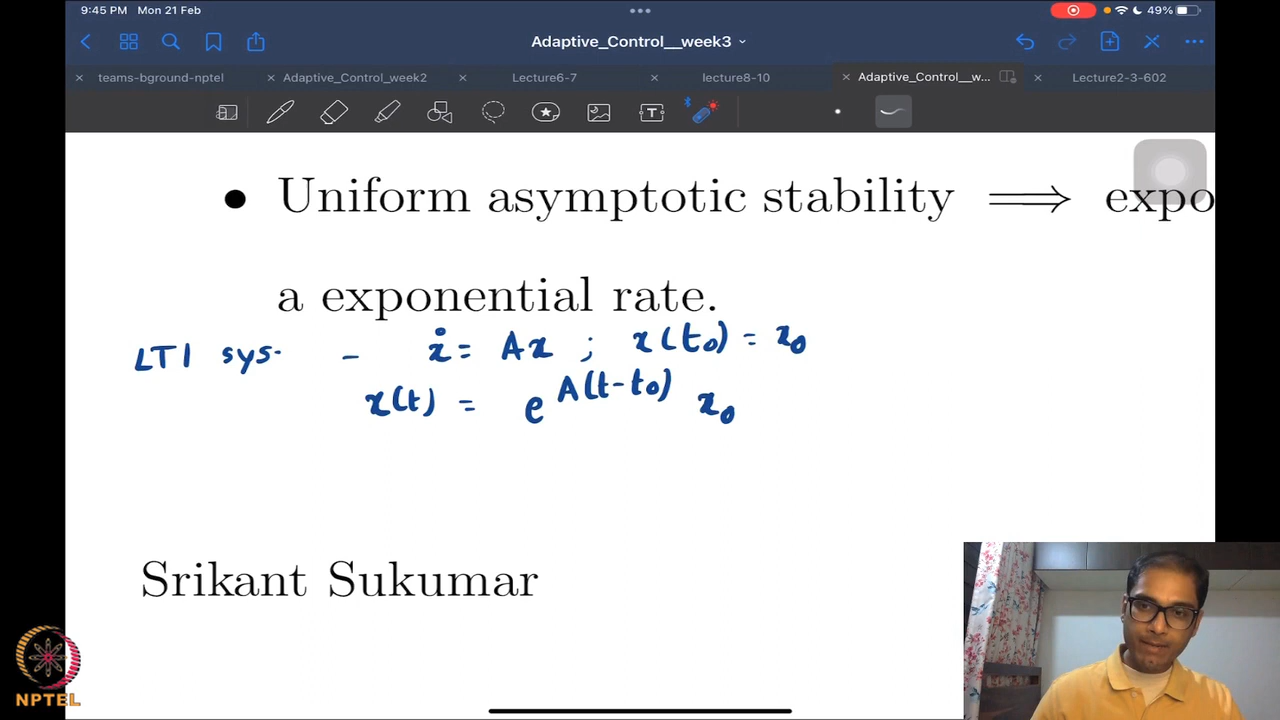 9:45 PM Mon 21 Feb
49%
Adaptive_Control__week3
teams-bground-nptel
Adaptive_Control_week2
Lecture6-7
lecture8-10
Adaptive_Control__w...
Lecture2-3-602
• Uniform asymptotic stability ⟹ expo
a exponential rate.
LTI sys. - ẋ = Ax ; x(t₀) = x₀
x(t) = e^{A(t-t₀)} x₀
Srikant Sukumar
NPTEL